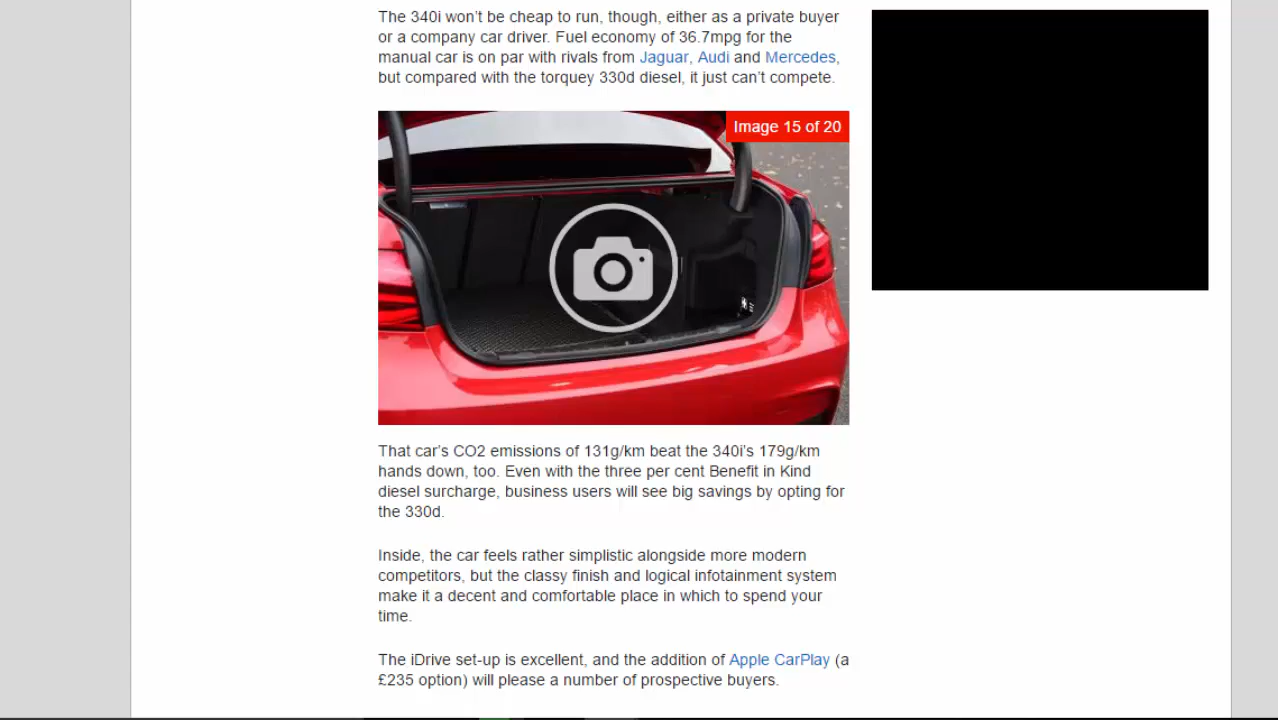 The 340i won’t be cheap to run, though, either as a private buyer
or a company car driver. Fuel economy of 36.7mpg for the
manual car is on par with rivals from Jaguar, Audi and Mercedes,
but compared with the torquey 330d diesel, it just can’t compete.
Image 15 of 20
That car’s CO2 emissions of 131g/km beat the 340i’s 179g/km
hands down, too. Even with the three per cent Benefit in Kind
diesel surcharge, business users will see big savings by opting for
the 330d.
Inside, the car feels rather simplistic alongside more modern
competitors, but the classy finish and logical infotainment system
make it a decent and comfortable place in which to spend your
time.
The iDrive set-up is excellent, and the addition of Apple CarPlay (a
£235 option) will please a number of prospective buyers.